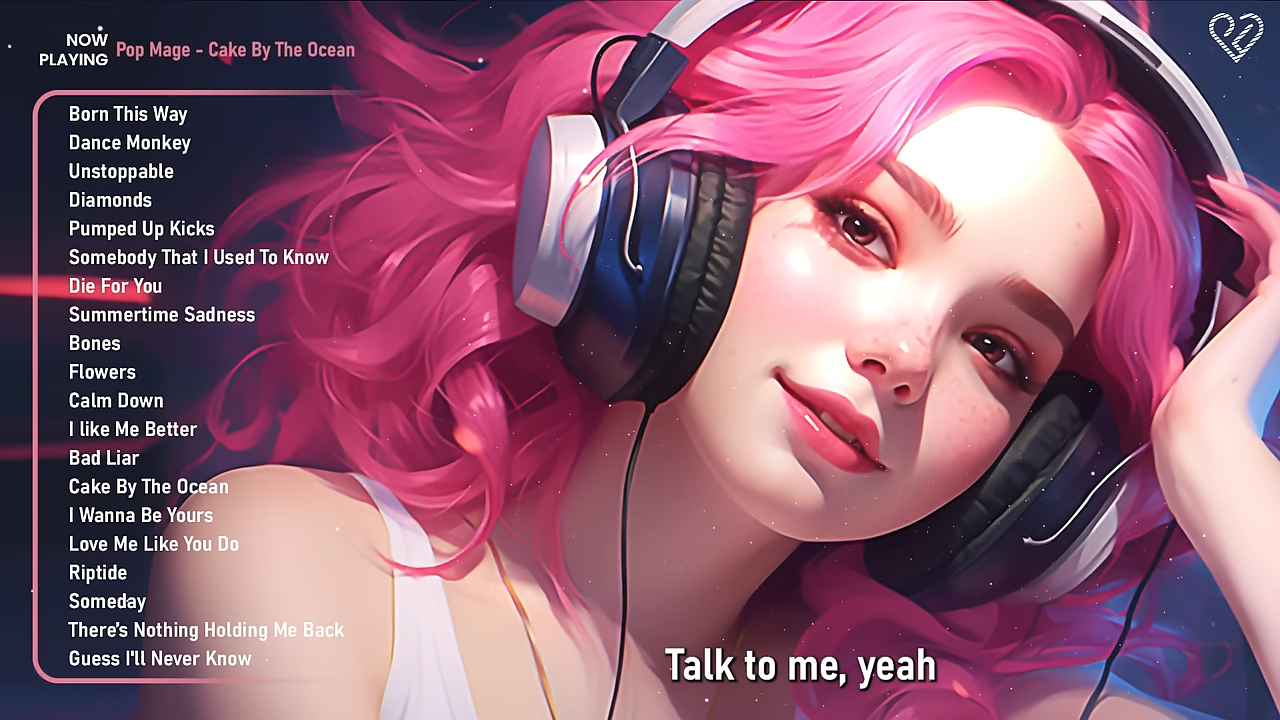 NOW
PLAYING
Pop Mage - Cake By The Ocean
Born This Way
Dance Monkey
Unstoppable
Diamonds
Pumped Up Kicks
Somebody That I Used To Know
Die For You
Summertime Sadness
Bones
Flowers
Calm Down
I like Me Better
Bad Liar
Cake By The Ocean
I Wanna Be Yours
Love Me Like You Do
Riptide
Someday
There's Nothing Holding Me Back
Guess I'll Never Know
Talk to me, yeah